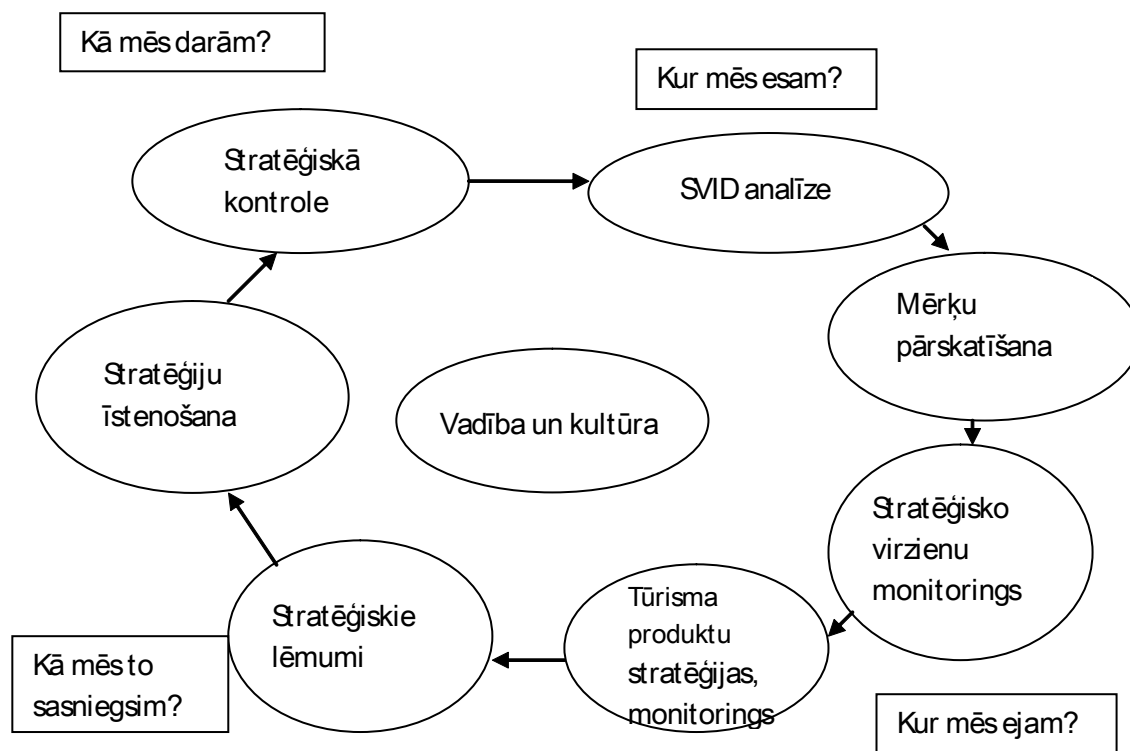 Kā mēs darām?
Kur mēs esam?
Stratēģiskā
kontrole
SVID analīze
Mērķu
pārskatīšana
Stratēģiju
īstenošana
Vadība un kultūra
Stratēģisko
virzienu
monitorings
Tūrisma
produktu
stratēģijas,
monitorings
Stratēģiskie
lēmumi
Kā mēs to
sasniegsim?
Kur mēs ejam?